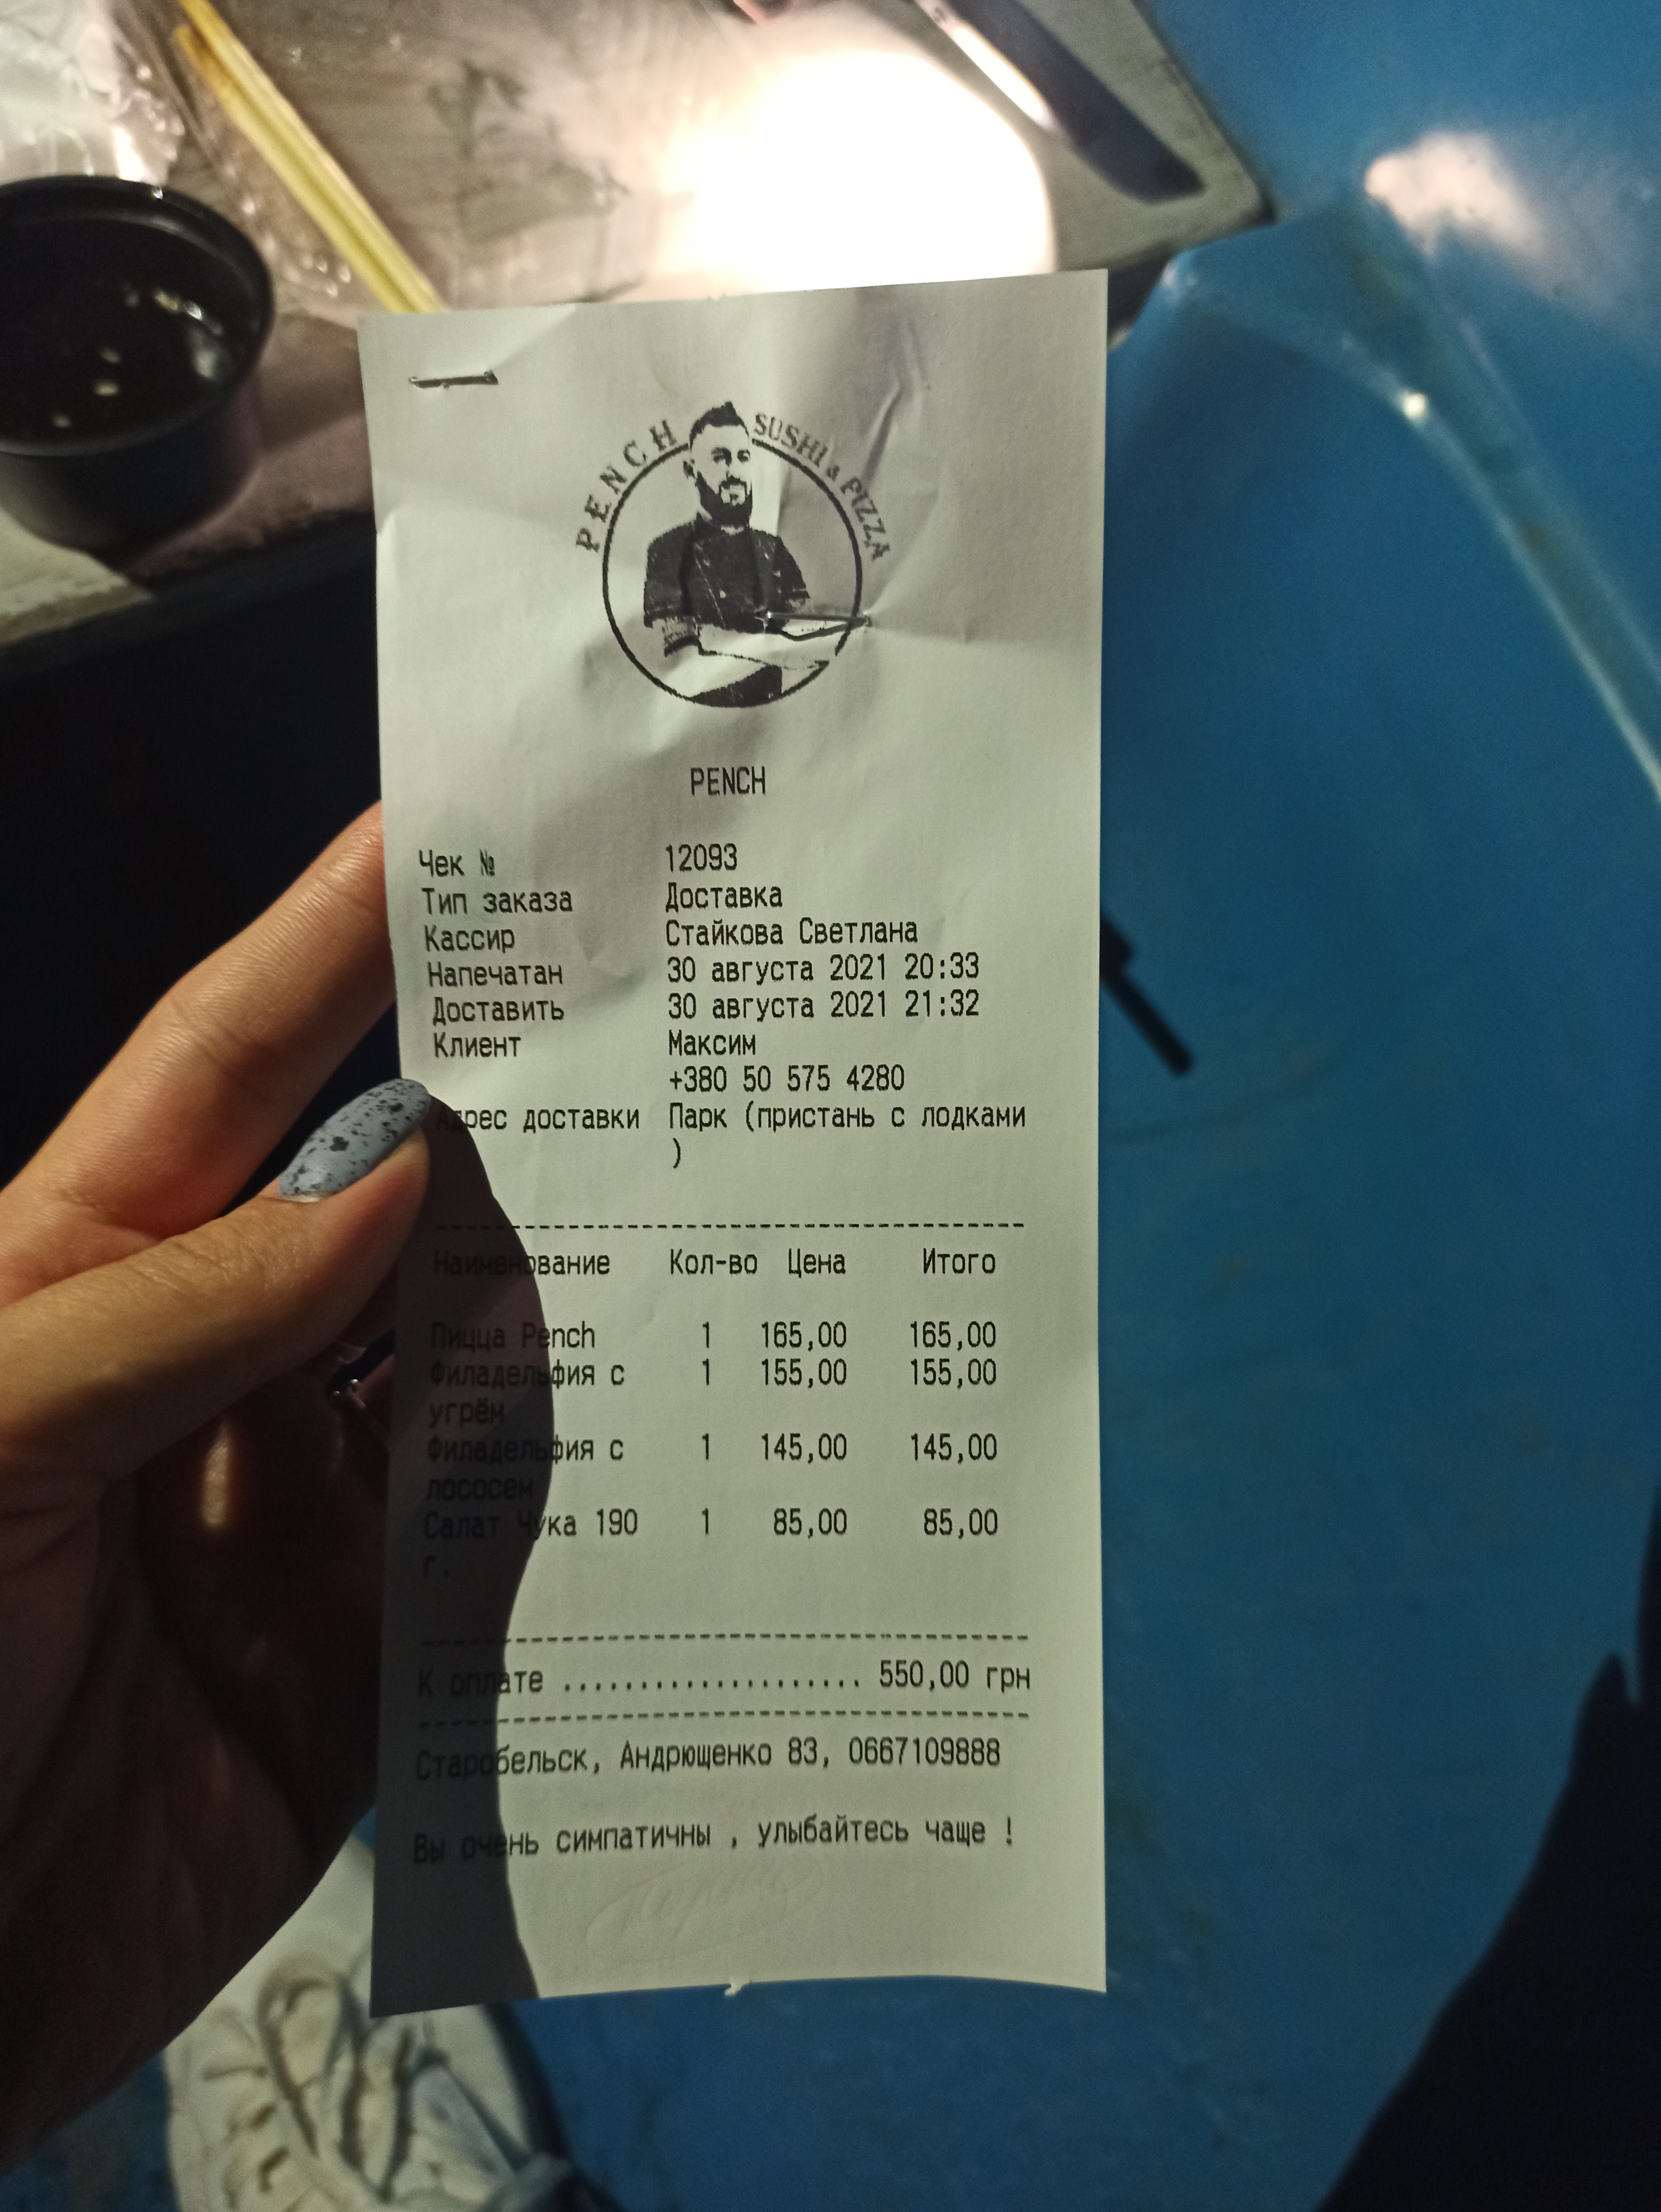 PENCH SUSHI & PIZZA
PENCH
Чек № 12093
Тип заказа Доставка
Кассир Стайкова Светлана
Напечатан 30 августа 2021 20:33
Доставить 30 августа 2021 21:32
Клиент Максим
+380 50 575 4280
Адрес доставки Парк (пристань с лодками
)
Наименование Кол-во Цена Итого
Пицца Pench 1 165,00 165,00
Филадельфия с 1 155,00 155,00
угрём
Филадельфия с 1 145,00 145,00
лососем
Салат Чука 190 1 85,00 85,00
г.
К оплате .................... 550,00 грн
Старобельск, Андрющенко 83, 0667109888
Вы очень симпатичны , улыбайтесь чаще !